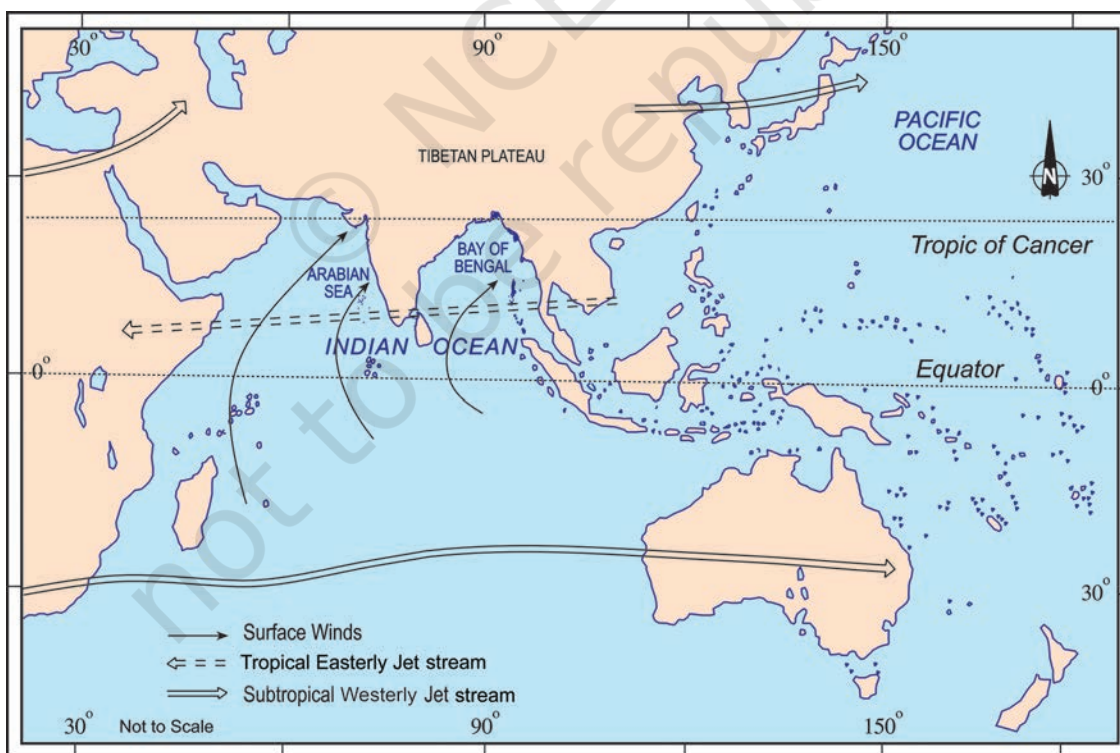 30°
90°
150°
PACIFIC
OCEAN
TIBETAN PLATEAU
N
30°
Tropic of Cancer
ARABIAN
SEA
BAY OF
BENGAL
INDIAN OCEAN
Equator
0°
0°
30°
Surface Winds
Tropical Easterly Jet stream
Subtropical Westerly Jet stream
30°
Not to Scale
90°
150°
© NCE
not to be repub